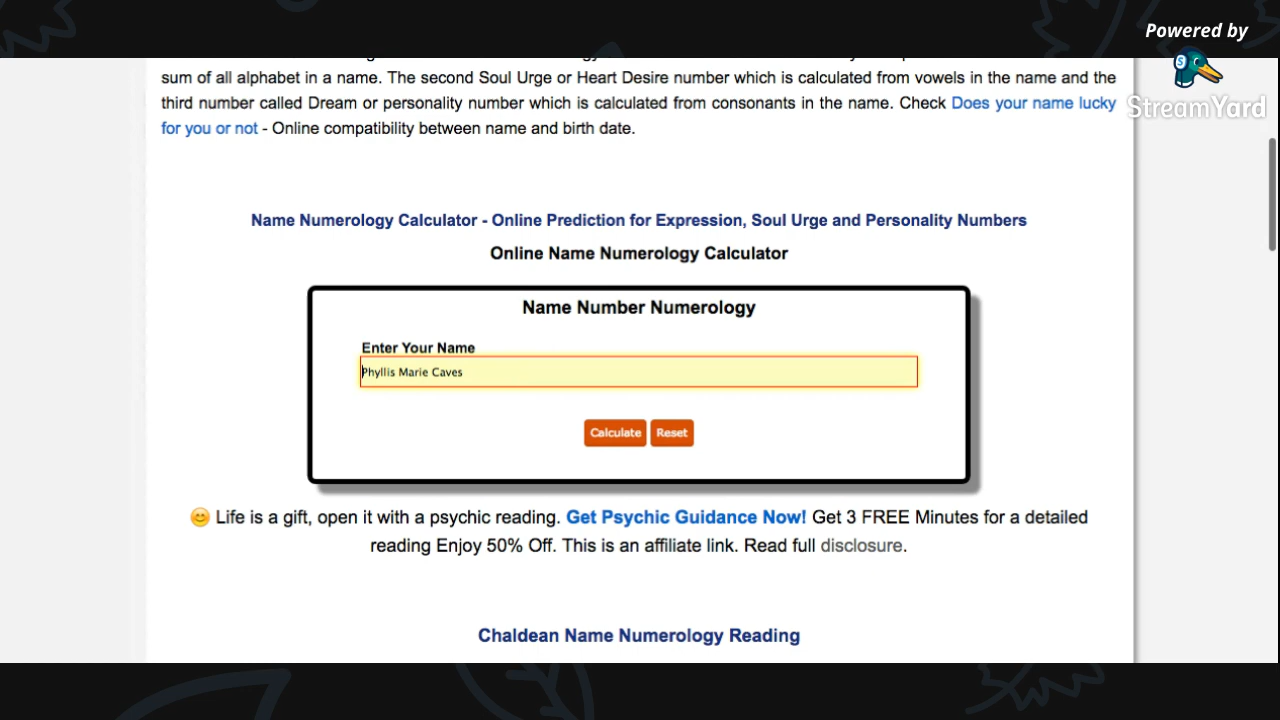 Powered by
StreamYard
sum of all alphabet in a name. The second Soul Urge or Heart Desire number which is calculated from vowels in the name and the
third number called Dream or personality number which is calculated from consonants in the name. Check Does your name lucky
for you or not - Online compatibility between name and birth date.
Name Numerology Calculator - Online Prediction for Expression, Soul Urge and Personality Numbers
Online Name Numerology Calculator
Name Number Numerology
Enter Your Name
Phyllis Marie Caves
Calculate Reset
😊 Life is a gift, open it with a psychic reading. Get Psychic Guidance Now! Get 3 FREE Minutes for a detailed
reading Enjoy 50% Off. This is an affiliate link. Read full disclosure.
Chaldean Name Numerology Reading